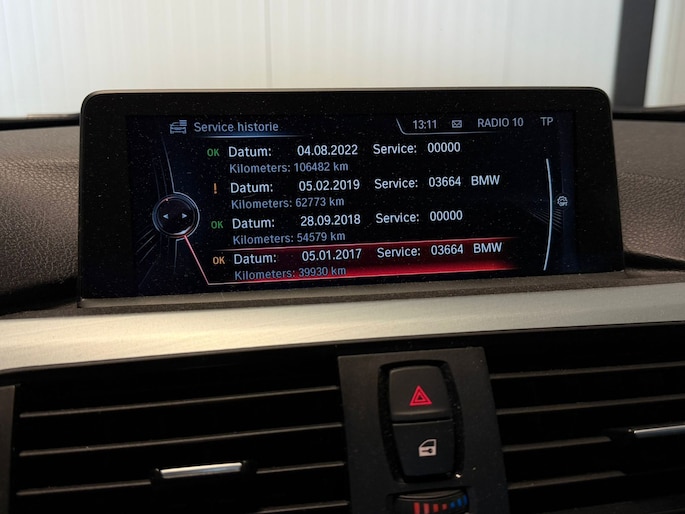 Service historie 13:11 RADIO 10 TP
OK Datum: 04.08.2022 Service: 00000
Kilometers: 106482 km
! Datum: 05.02.2019 Service: 03664 BMW
Kilometers: 62773 km
OK Datum: 28.09.2018 Service: 00000
Kilometers: 54579 km
OK Datum: 05.01.2017 Service: 03664 BMW
Kilometers: 39930 km